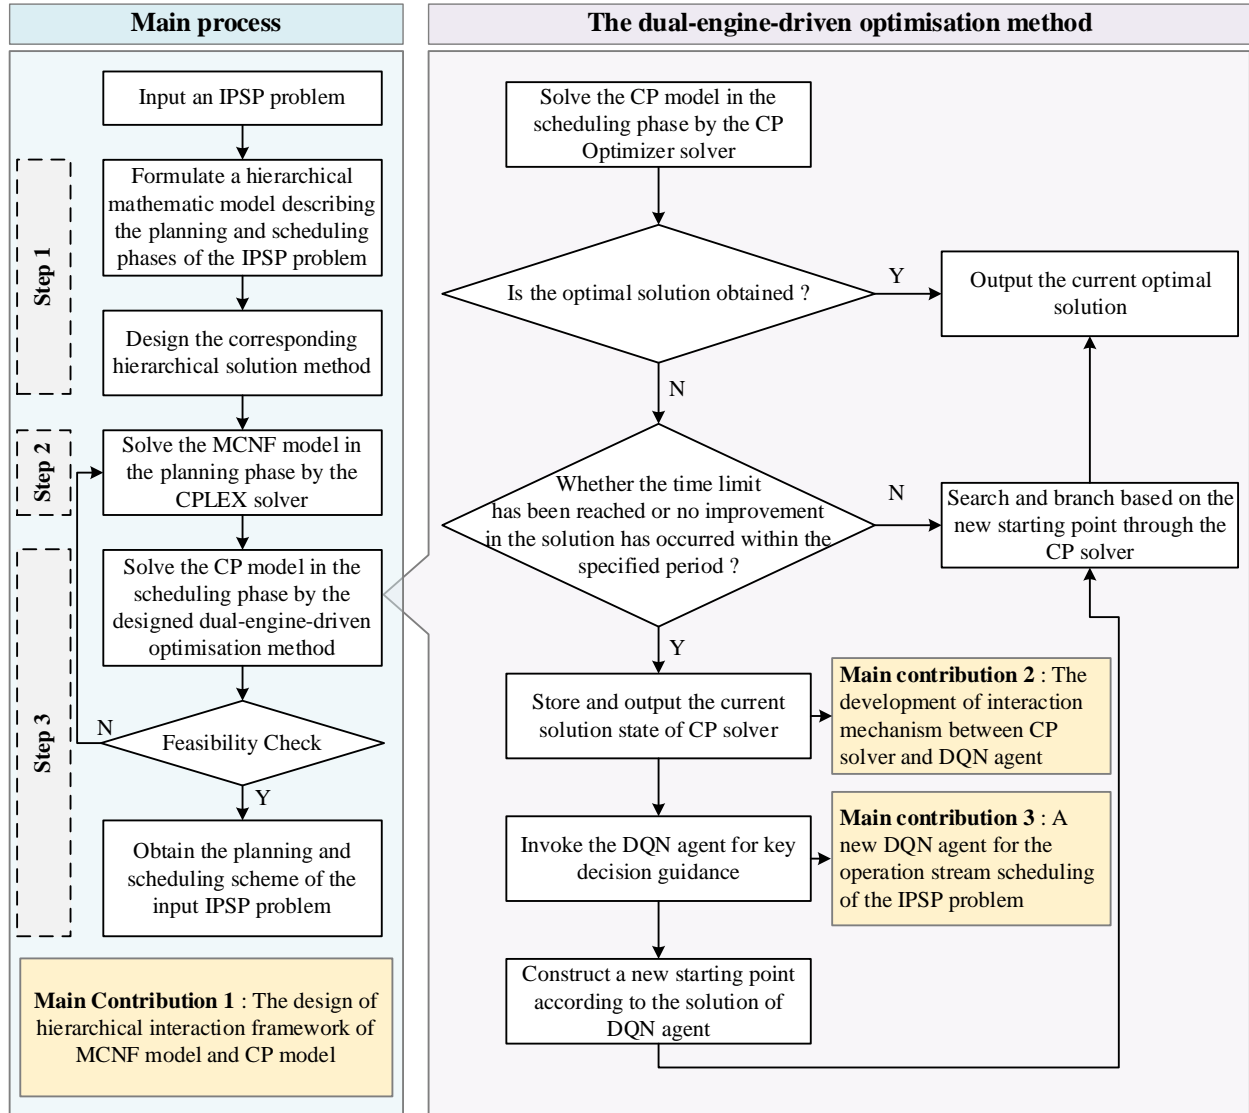 Main process
Input an IPSP problem
Step 1
Formulate a hierarchical
mathematic model describing
the planning and scheduling
phases of the IPSP problem
Design the corresponding
hierarchical solution method
Step 2
Solve the MCNF model in
the planning phase by the
CPLEX solver
Step 3
Solve the CP model in the
scheduling phase by the
designed dual-engine-driven
optimisation method
N
Feasibility Check
Y
Obtain the planning and
scheduling scheme of the
input IPSP problem
Main Contribution 1 : The design of
hierarchical interaction framework of
MCNF model and CP model
The dual-engine-driven optimisation method
Solve the CP model in the
scheduling phase by the CP
Optimizer solver
Is the optimal solution obtained ?
Y
Output the current optimal
solution
N
Whether the time limit
has been reached or no improvement
in the solution has occurred within the
specified period ?
N
Search and branch based on the
new starting point through the
CP solver
Y
Store and output the current
solution state of CP solver
Main contribution 2 : The
development of interaction
mechanism between CP
solver and DQN agent
Invoke the DQN agent for key
decision guidance
Main contribution 3 : A
new DQN agent for the
operation stream scheduling
of the IPSP problem
Construct a new starting point
according to the solution of
DQN agent